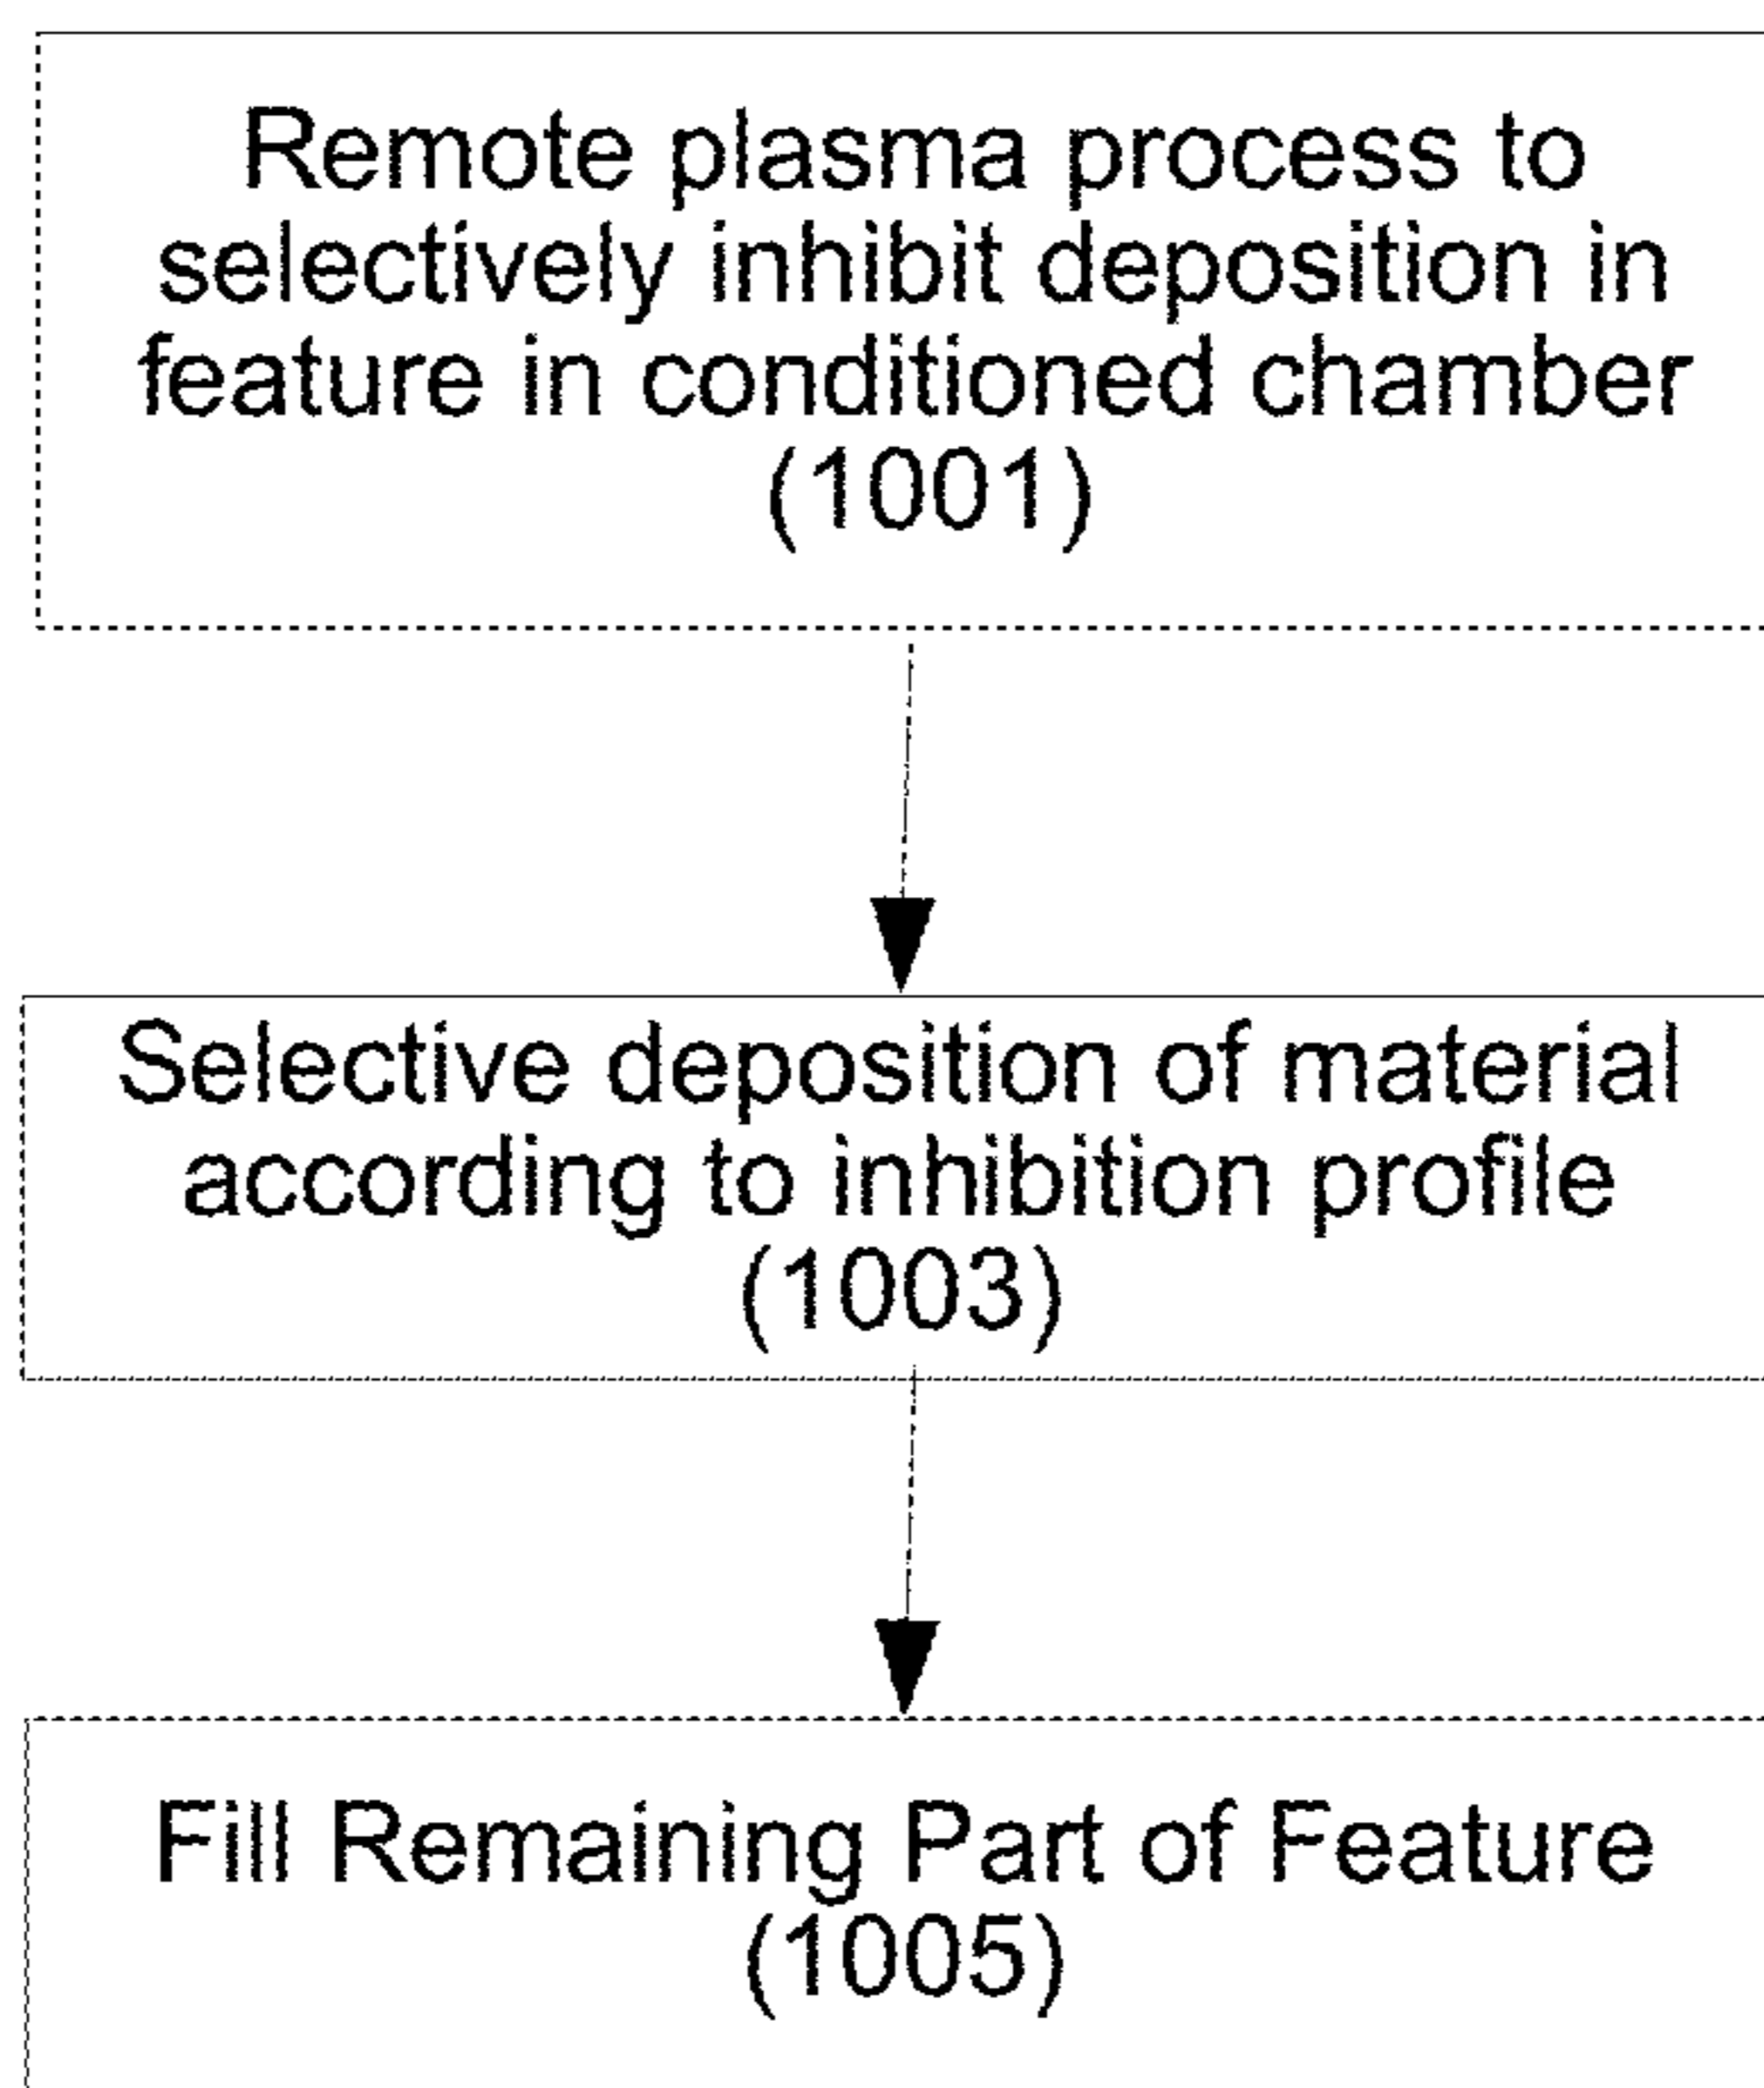 Remote plasma process to
selectively inhibit deposition in
feature in conditioned chamber
(1001)
Selective deposition of material
according to inhibition profile
(1003)
Fill Remaining Part of Feature
(1005)